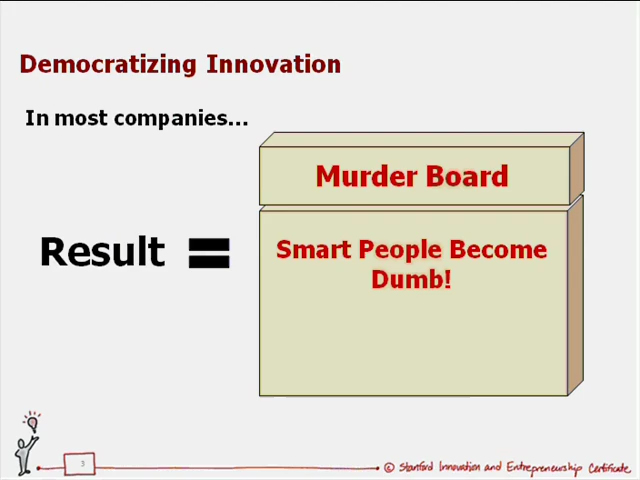 Democratizing Innovation
In most companies...
Murder Board
Result =
Smart People Become
Dumb!
3
© Stanford Innovation and Entrepreneurship Certificate